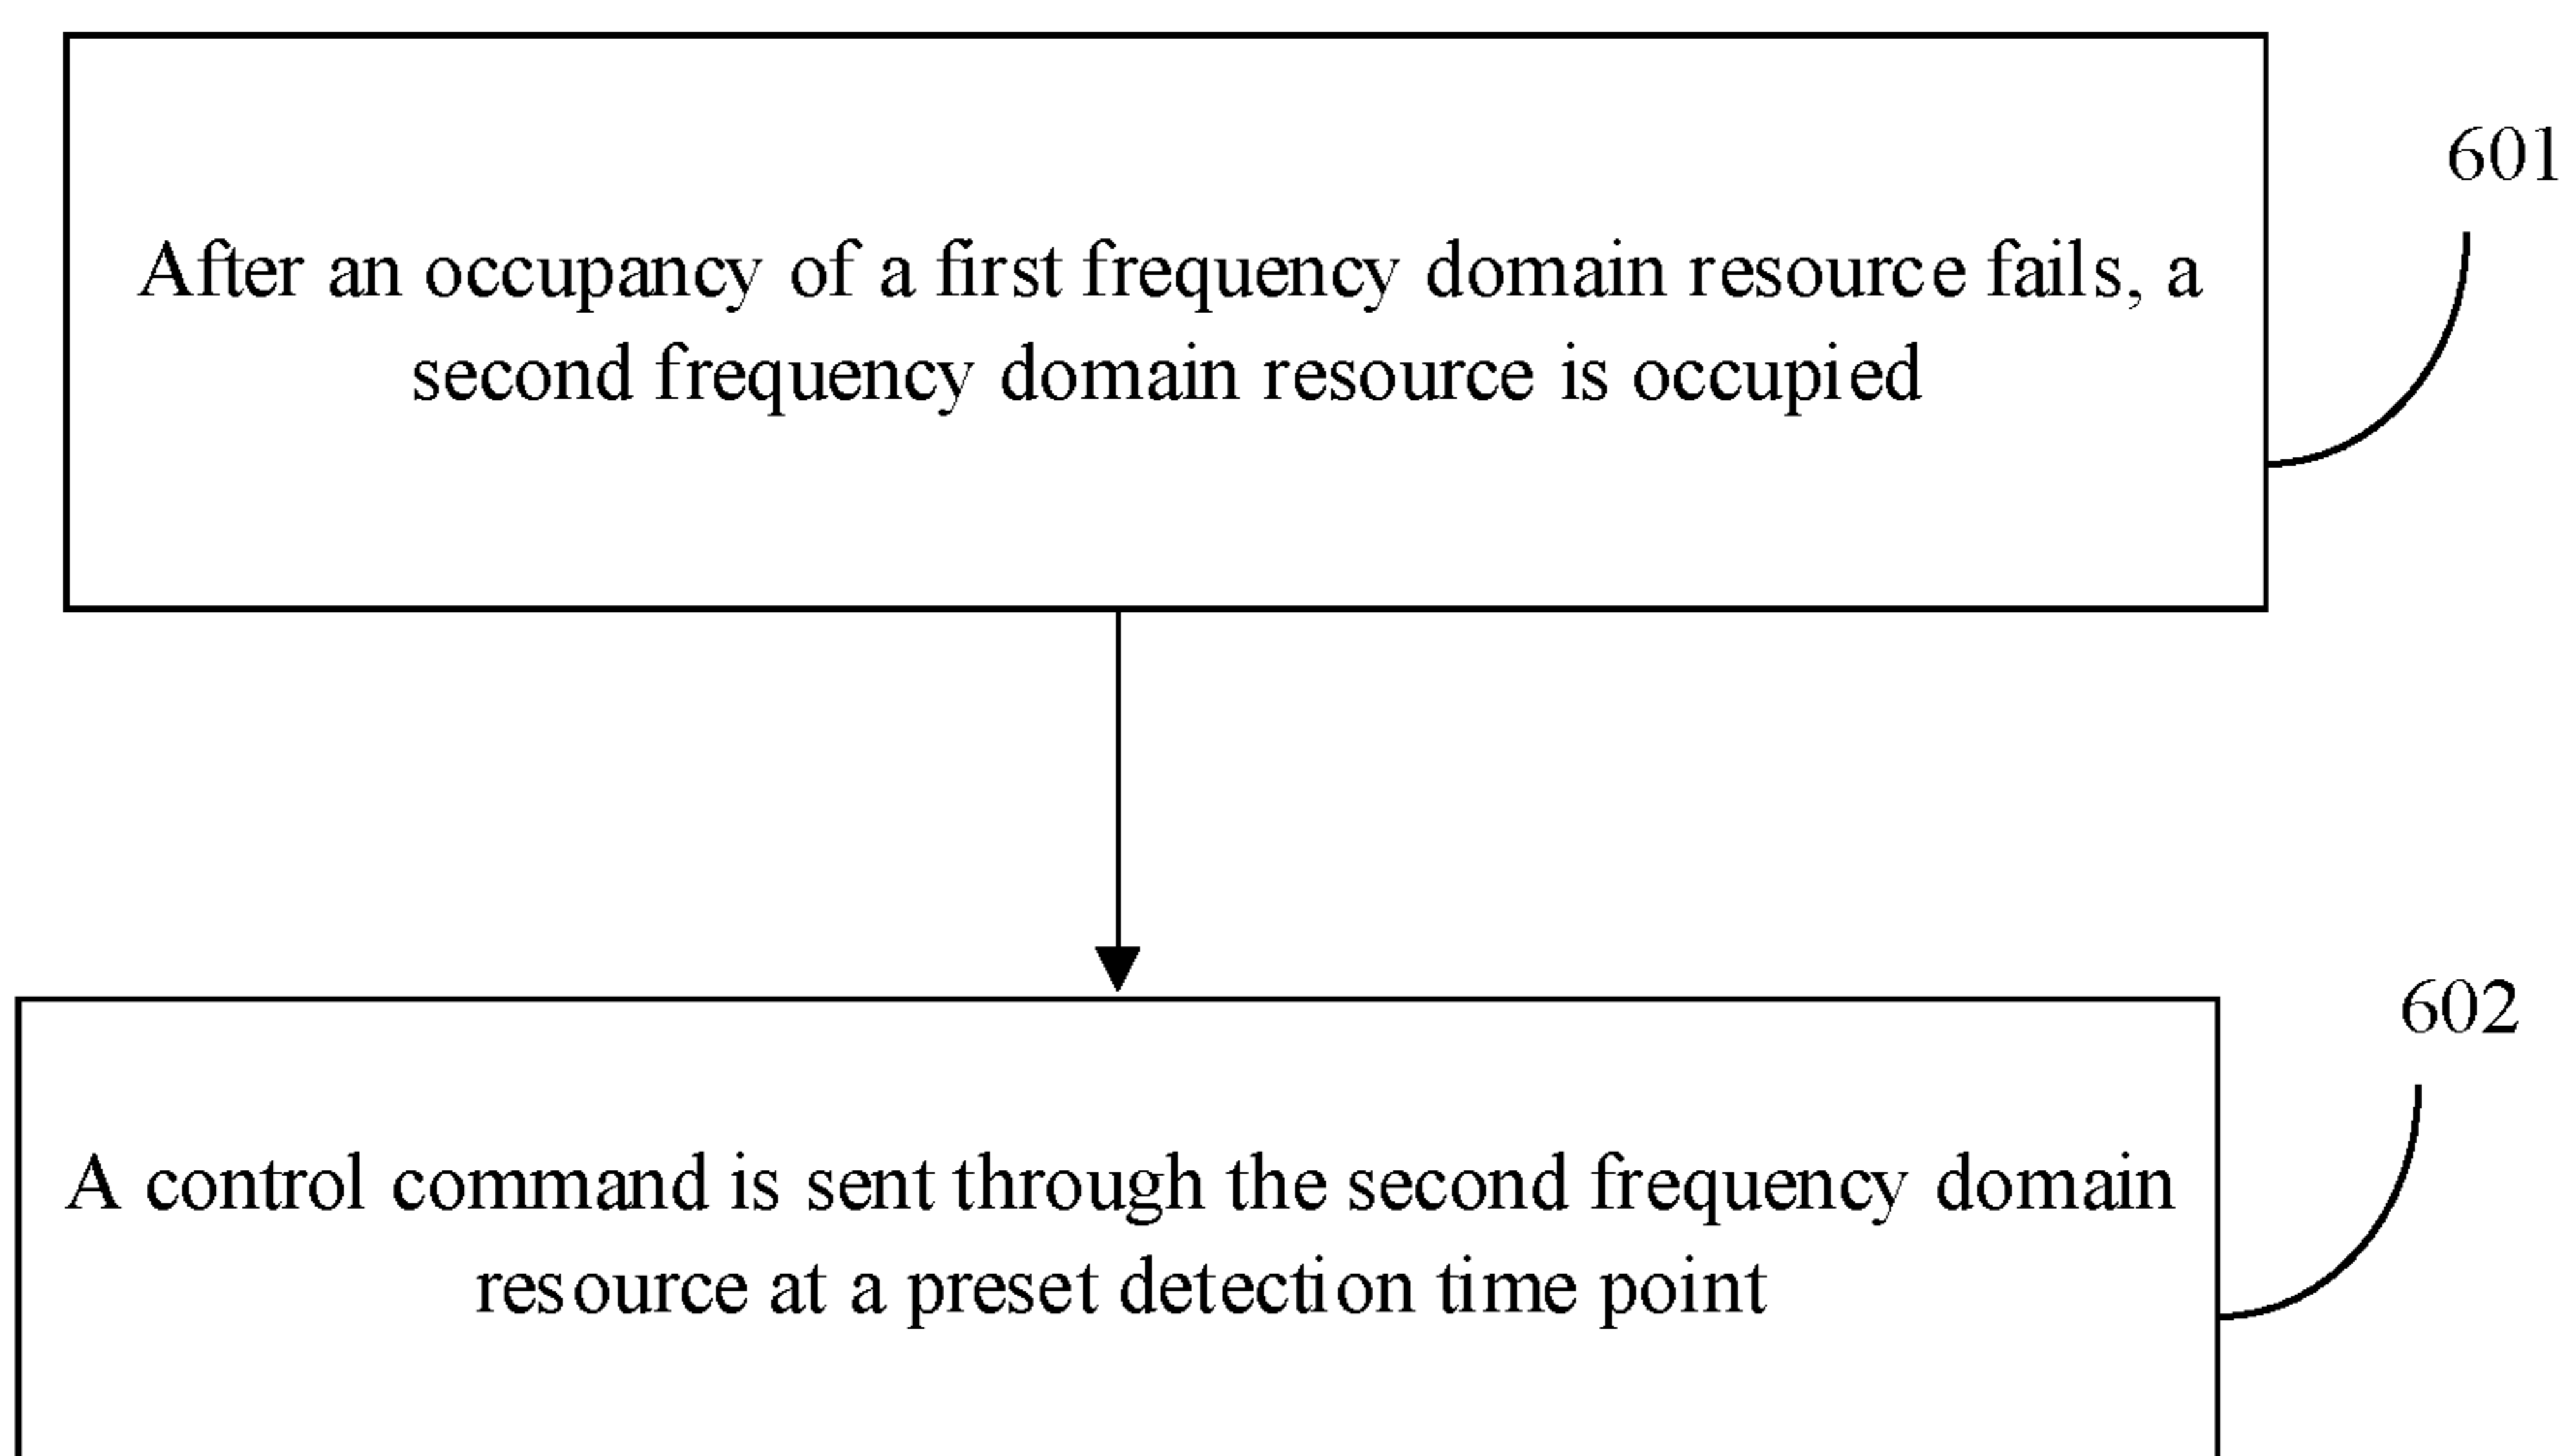 601
After an occupancy of a first frequency domain resource fails, a
second frequency domain resource is occupied
602
A control command is sent through the second frequency domain
resource at a preset detection time point